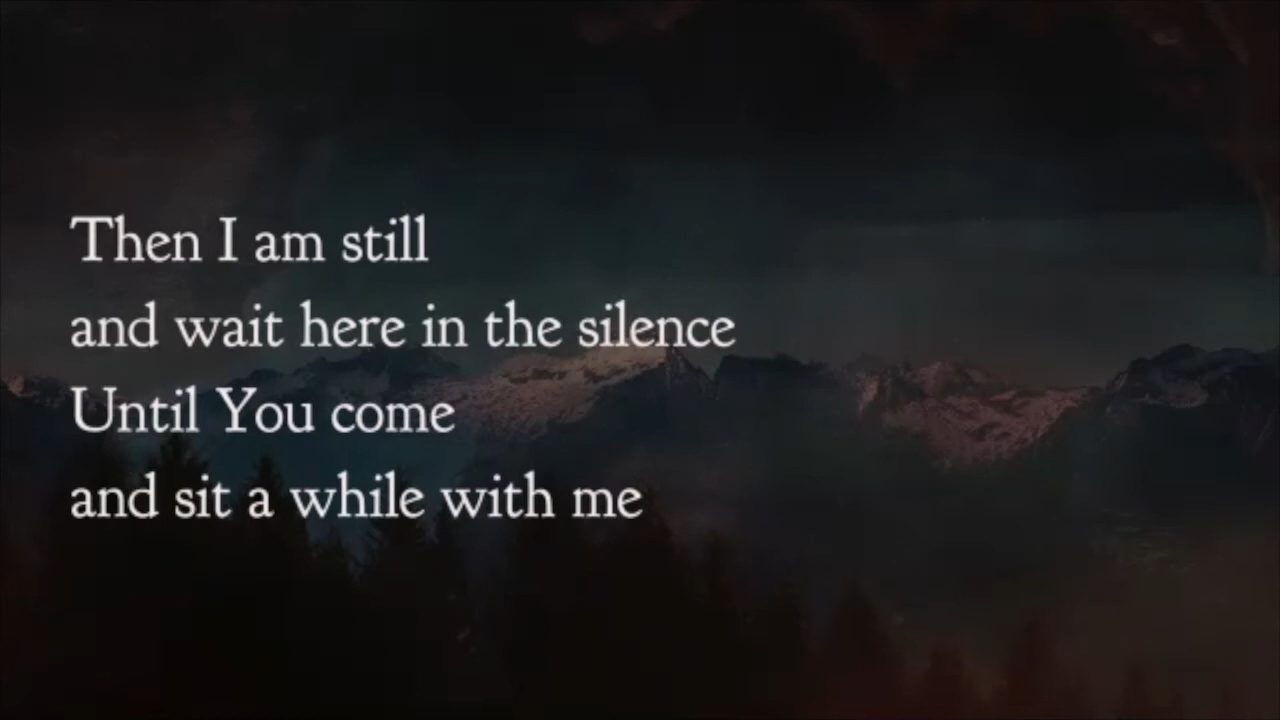 Then I am still
and wait here in the silence
Until You come
and sit a while with me